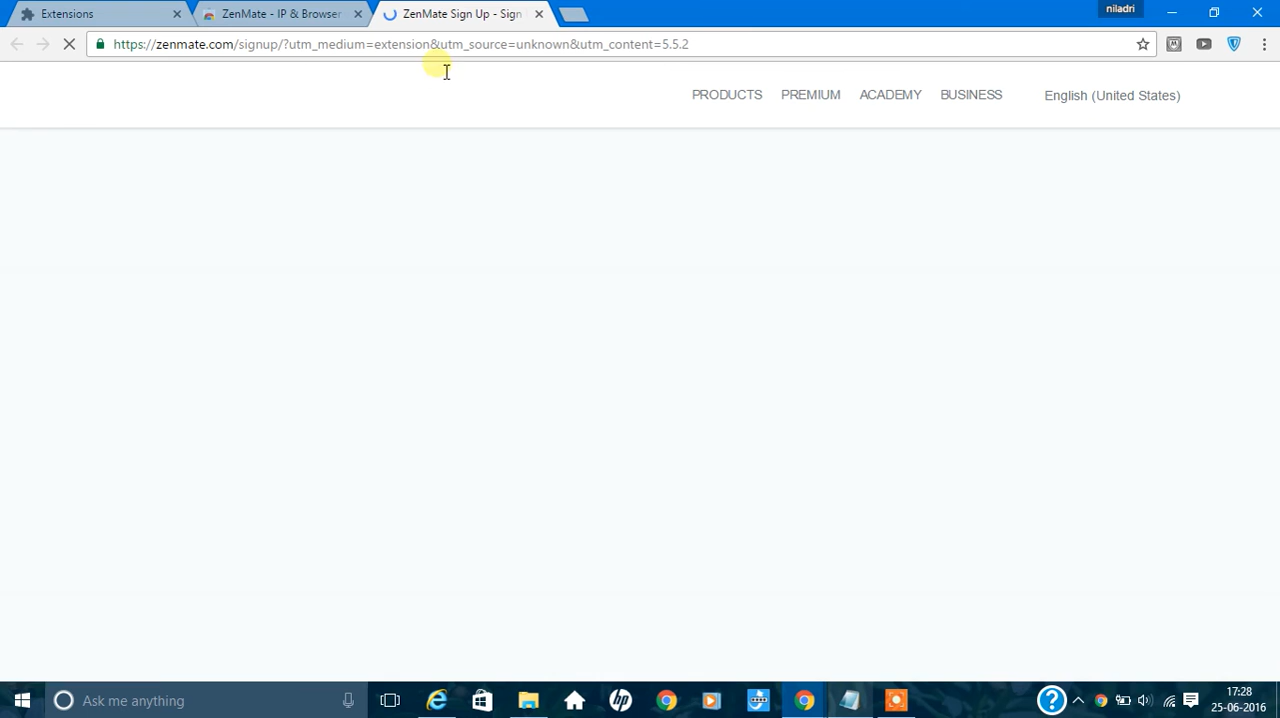 Extensions
ZenMate - IP & Browser
ZenMate Sign Up - Sign
niladri
https://zenmate.com/signup/?utm_medium=extension&utm_source=unknown&utm_content=5.5.2
PRODUCTS PREMIUM ACADEMY BUSINESS English (United States)
Ask me anything
17:28
25-06-2016